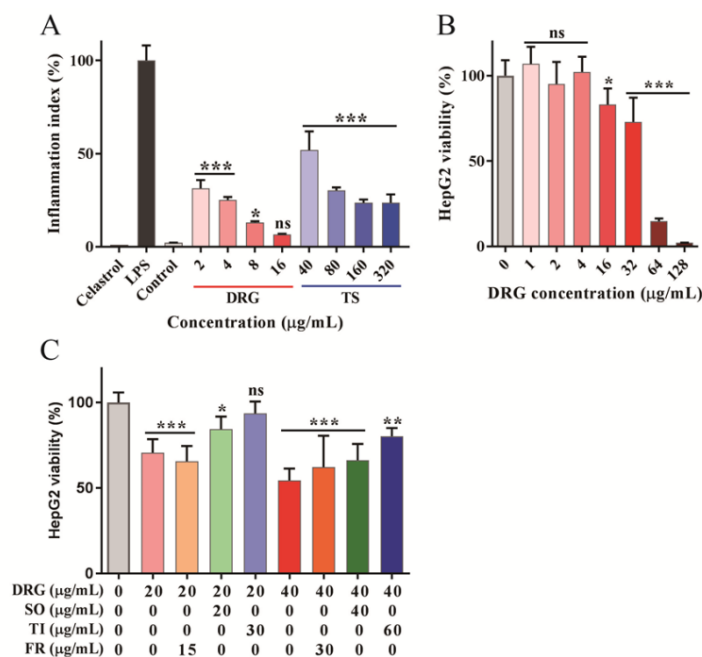 A
Inflammation index (%)
100
50
0
***
*
ns
***
Celastrol
LPS
Control
2
4
8
16
40
80
160
320
DRG
TS
Concentration (μg/mL)
B
HepG2 viability (%)
100
50
0
ns
*
***
0
1
2
4
16
32
64
128
DRG concentration (μg/mL)
C
HepG2 viability (%)
100
50
0
***
*
ns
***
**
DRG (μg/mL) 0 20 20 20 20 40 40 40 40
SO (μg/mL) 0 0 0 20 0 0 0 40 0
TI (μg/mL) 0 0 0 0 30 0 0 0 60
FR (μg/mL) 0 0 15 0 0 0 30 0 0